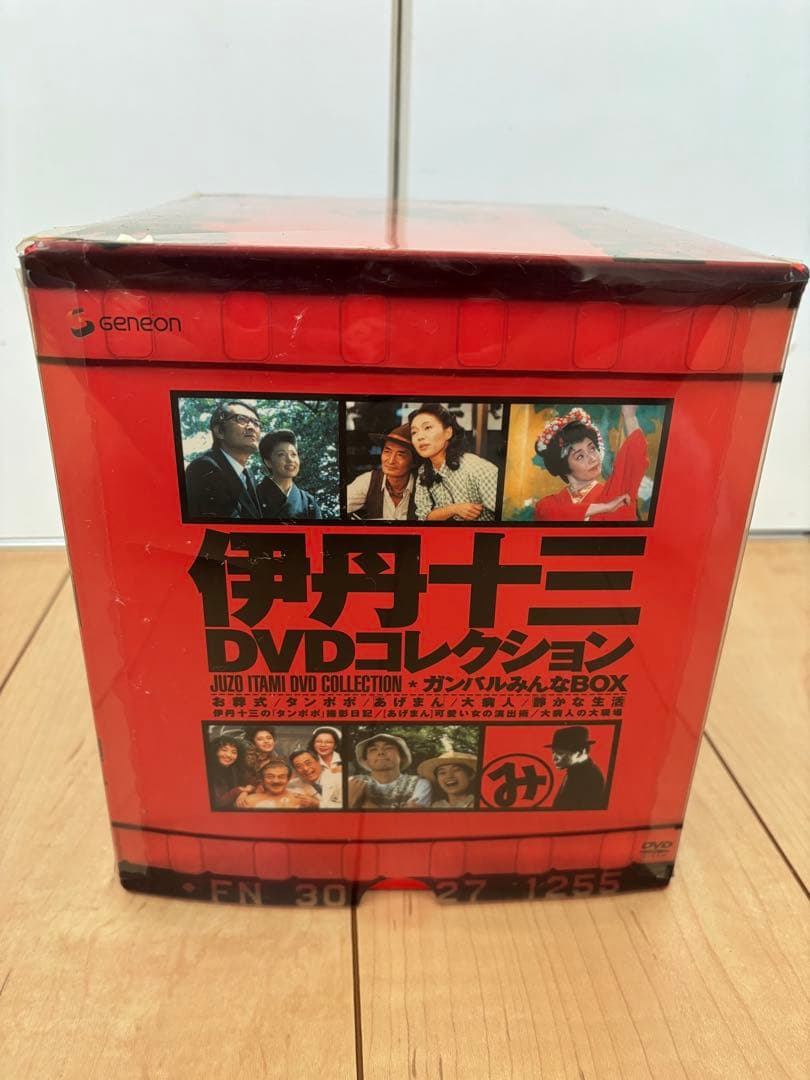 Geneon
伊丹十三
DVDコレクション
JUZO ITAMI DVD COLLECTION ★ ガンバルみんなBOX
お葬式/タンポポ/あげまん/大病人/静かな生活
伊丹十三の「タンポポ」撮影日記/[あげまん]可愛い女の演出術/大病人の大現場
み
DVD
FN 30 27 1255